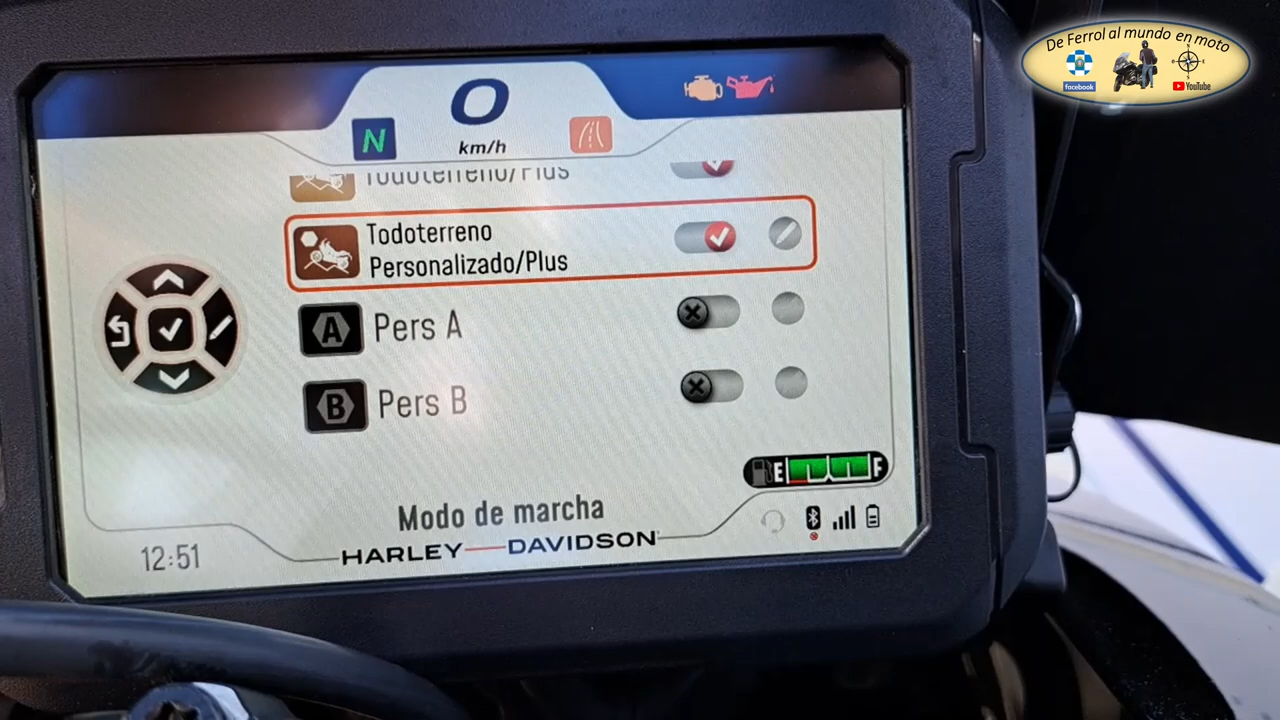 De Ferrol al mundo en moto
facebook
YouTube
0
N
km/h
Todoterreno/Plus
Todoterreno
Personalizado/Plus
A Pers A
B Pers B
E F
Modo de marcha
12:51
HARLEY-DAVIDSON